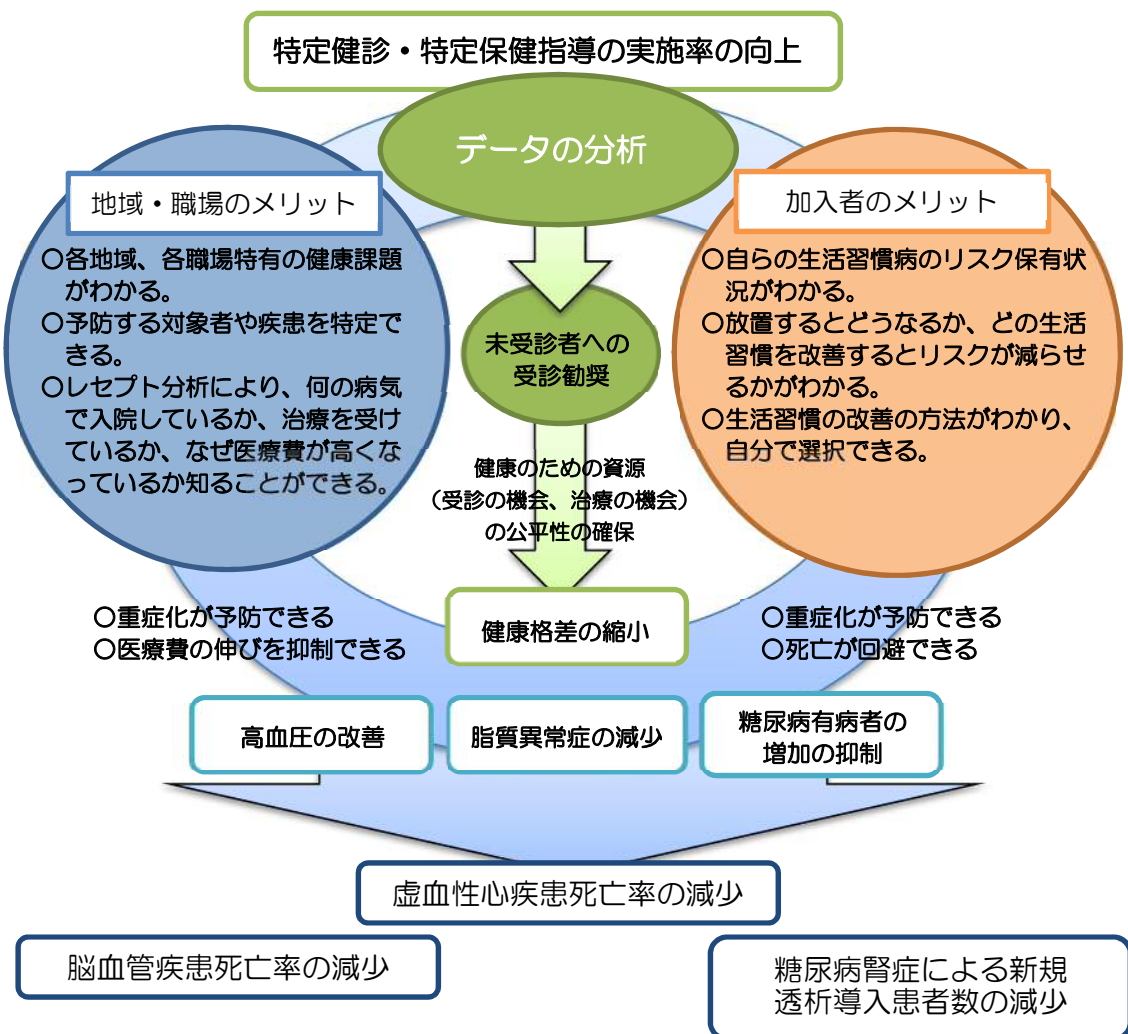 特定健診・特定保健指導の実施率の向上
データの分析
地域・職場のメリット
○各地域、各職場特有の健康課題
がわかる。
○予防する対象者や疾患を特定で
きる。
○レセプト分析により、何の病気
で入院しているか、治療を受け
ているか、なぜ医療費が高くな
っているか知ることができる。
加入者のメリット
○自らの生活習慣病のリスク保有状
況がわかる。
○放置するとどうなるか、どの生活
習慣を改善するとリスクが減らせ
るかがわかる。
○生活習慣の改善の方法がわかり、
自分で選択できる。
未受診者への
受診勧奨
健康のための資源
（受診の機会、治療の機会）
の公平性の確保
○重症化が予防できる
○医療費の伸びを抑制できる
健康格差の縮小
○重症化が予防できる
○死亡が回避できる
高血圧の改善
脂質異常症の減少
糖尿病有病者の
増加の抑制
虚血性心疾患死亡率の減少
脳血管疾患死亡率の減少
糖尿病腎症による新規
透析導入患者数の減少